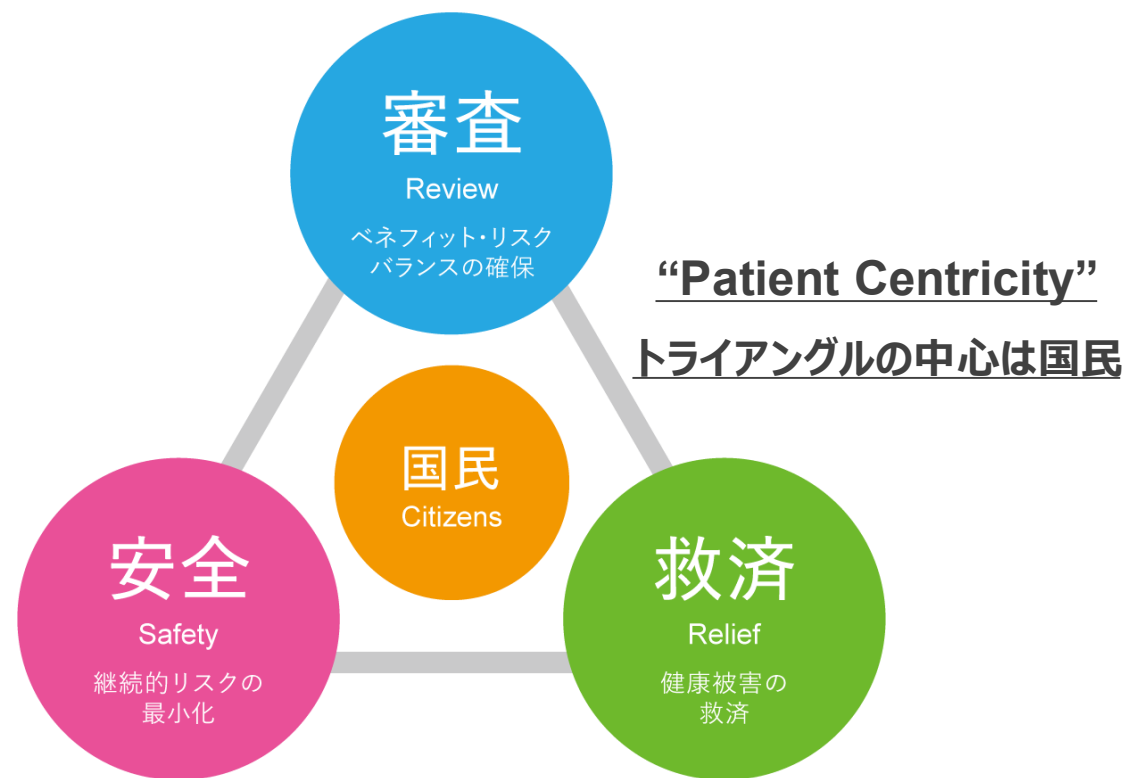 審査
Review
ベネフィット・リスク
バランスの確保
“Patient Centricity”
トライアングルの中心は国民
国民
Citizens
安全
Safety
継続的リスクの
最小化
救済
Relief
健康被害の
救済